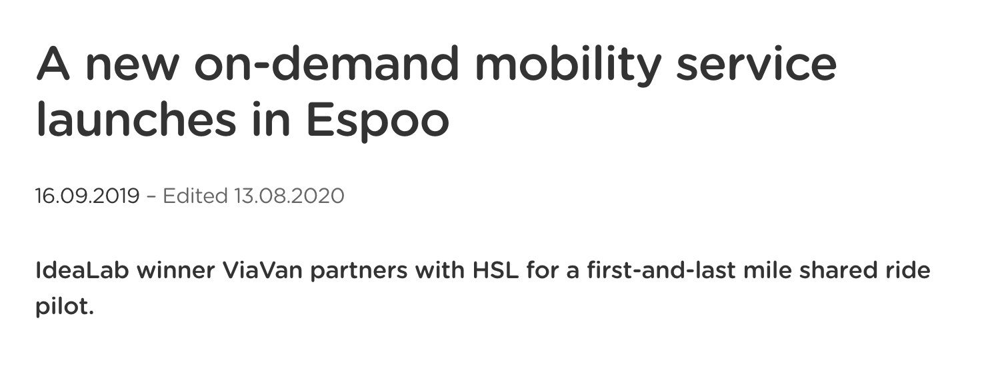 A new on-demand mobility service
launches in Espoo
16.09.2019 – Edited 13.08.2020
IdeaLab winner ViaVan partners with HSL for a first-and-last mile shared ride
pilot.